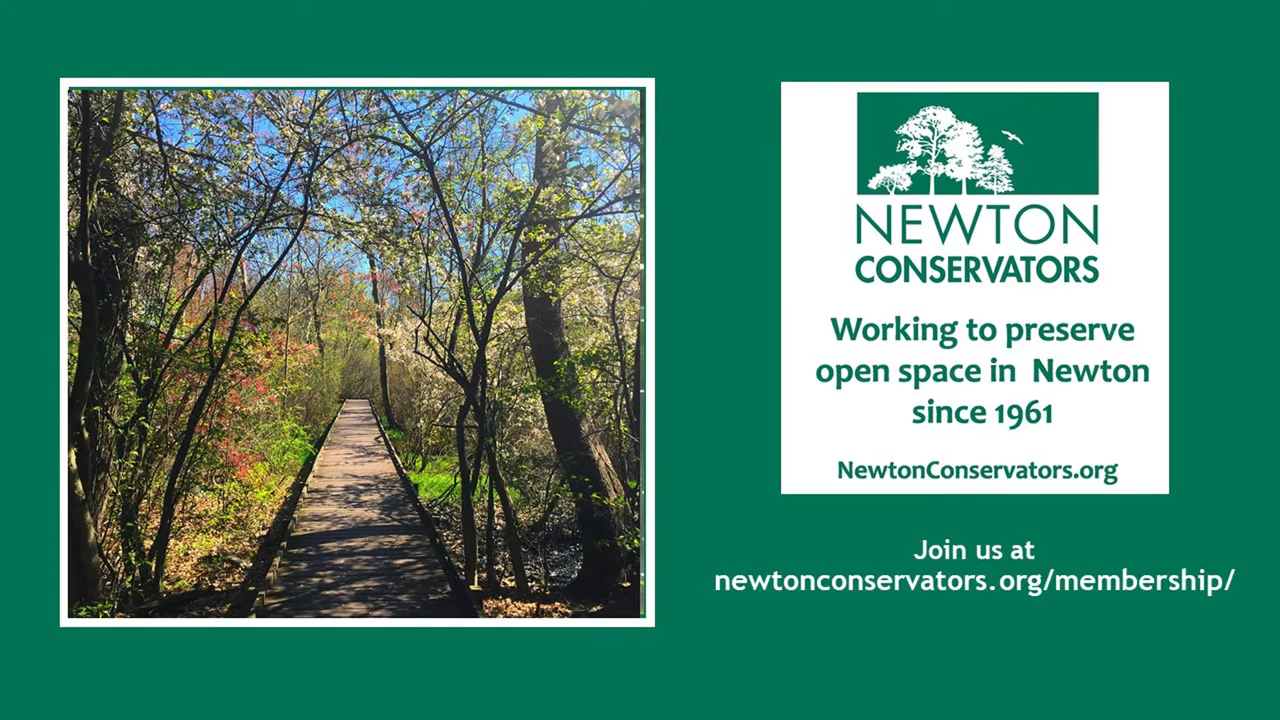 NEWTON
CONSERVATORS
Working to preserve
open space in Newton
since 1961
NewtonConservators.org
Join us at
newtonconservators.org/membership/